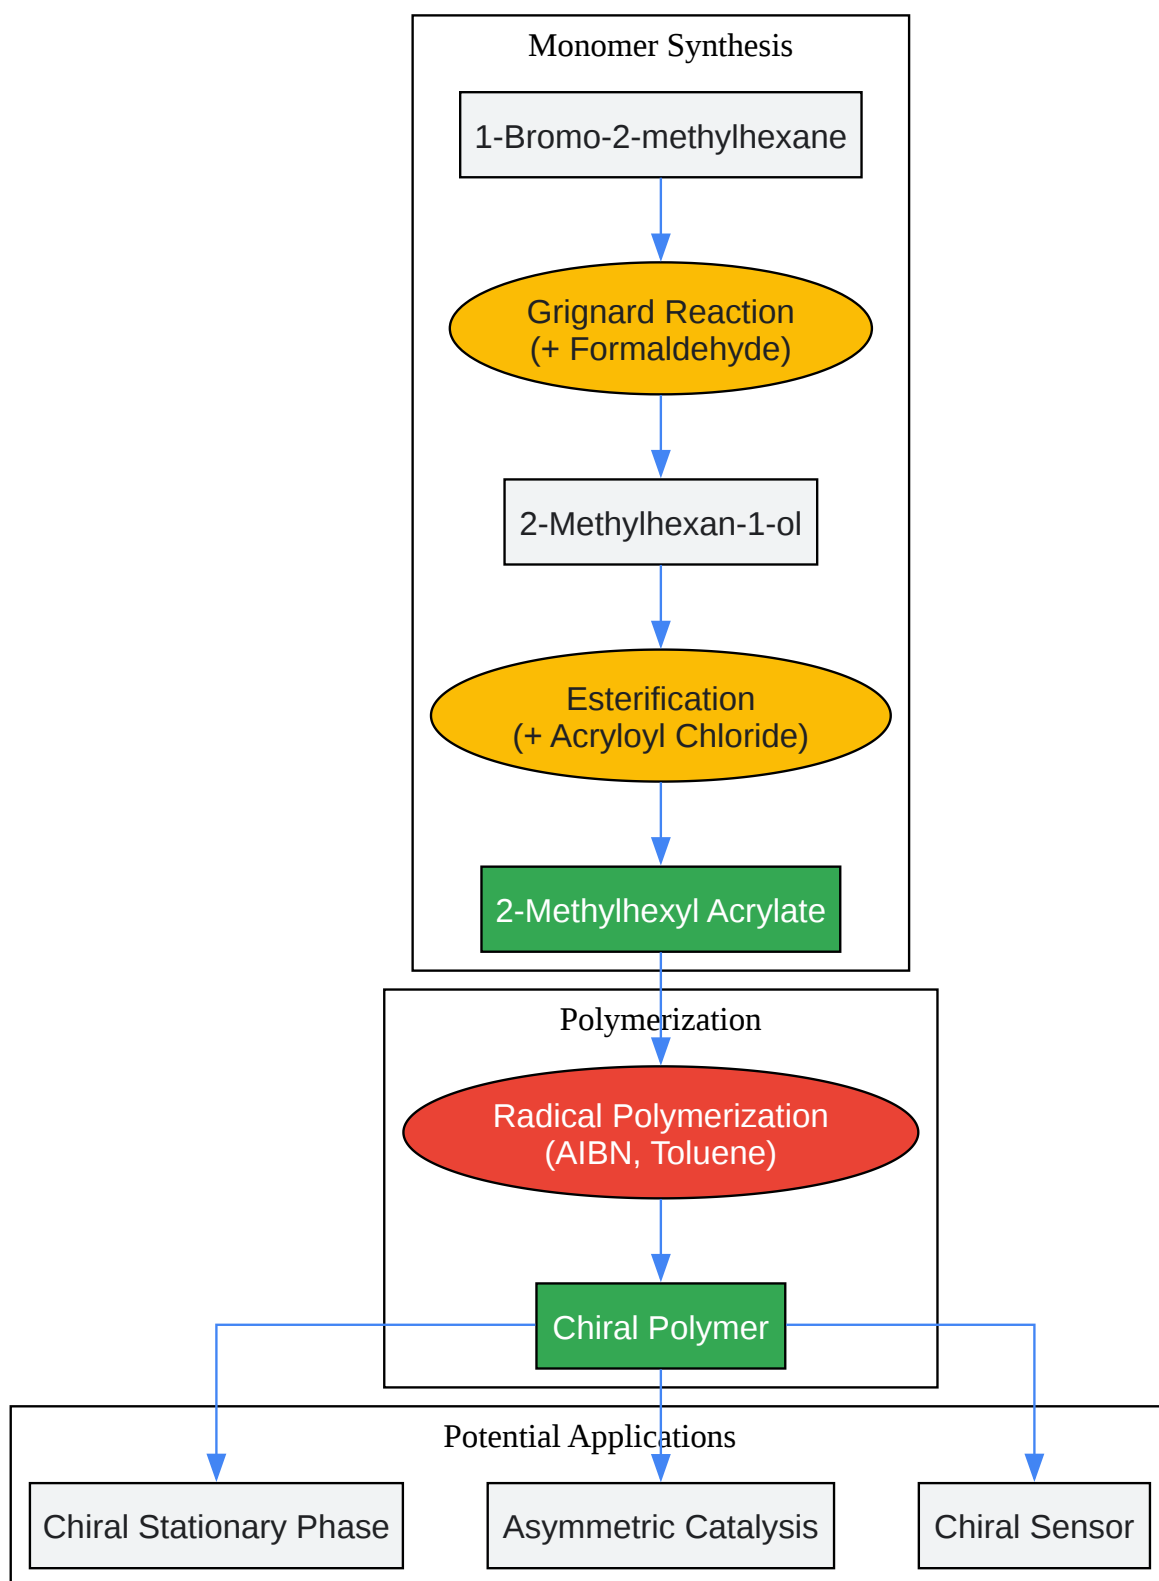 Monomer Synthesis
1-Bromo-2-methylhexane
Grignard Reaction
(+ Formaldehyde)
2-Methylhexan-1-ol
Esterification
(+ Acryloyl Chloride)
2-Methylhexyl Acrylate
Polymerization
Radical Polymerization
(AIBN, Toluene)
Chiral Polymer
Potential Applications
Chiral Stationary Phase
Asymmetric Catalysis
Chiral Sensor